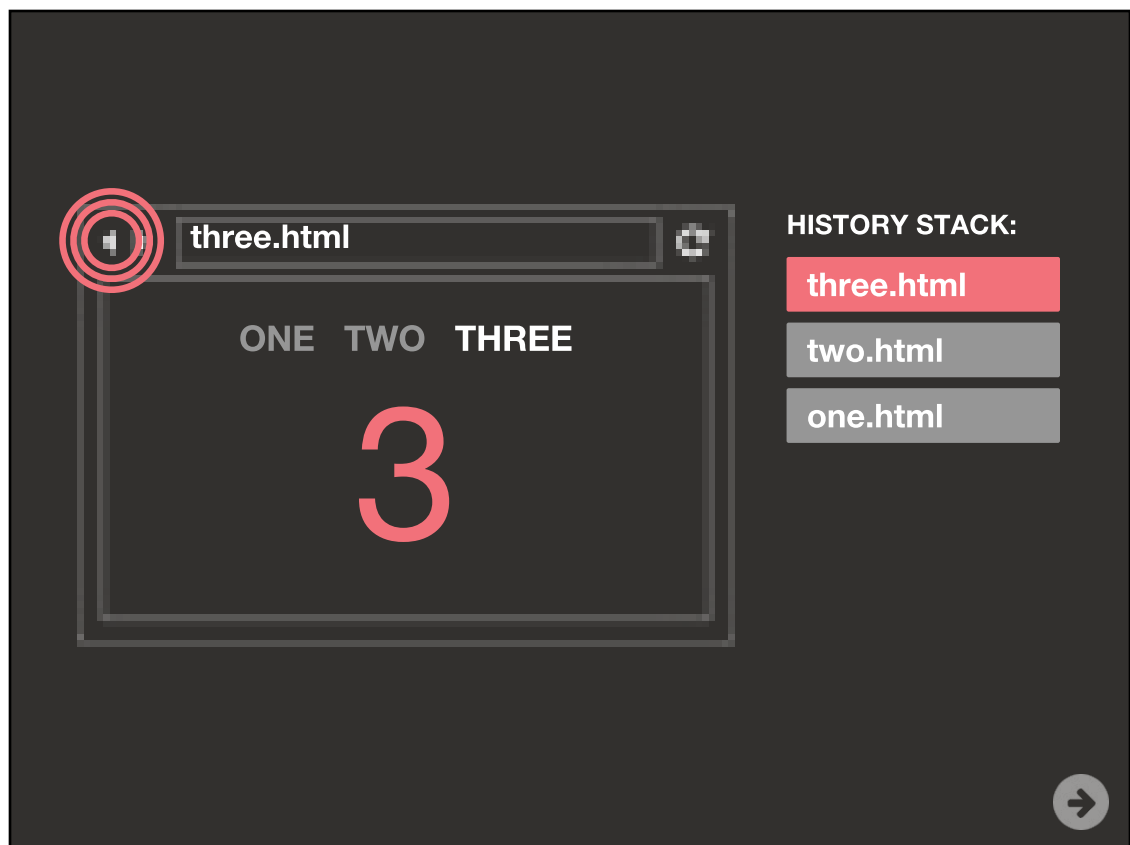 three.html
ONE TWO THREE
3
HISTORY STACK:
three.html
two.html
one.html